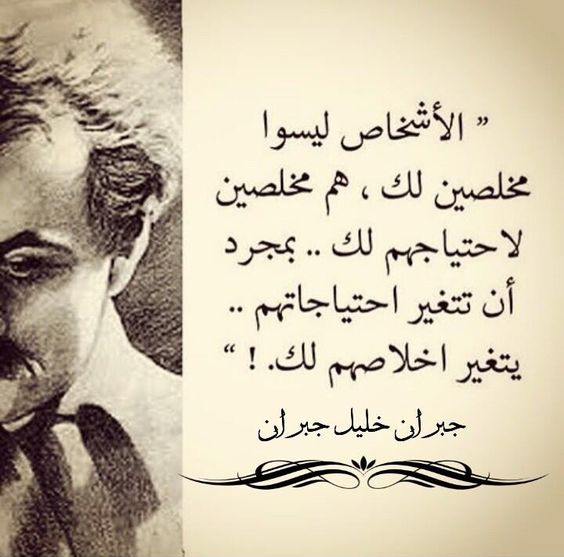 ” الأشخاص ليسوا
مخلصين لك ، هم مخلصين
لاحتياجهم لك .. بمجرد
أن تتغير احتياجاتهم ..
يتغير اخلاصهم لك. ! “
جبران خليل جبران